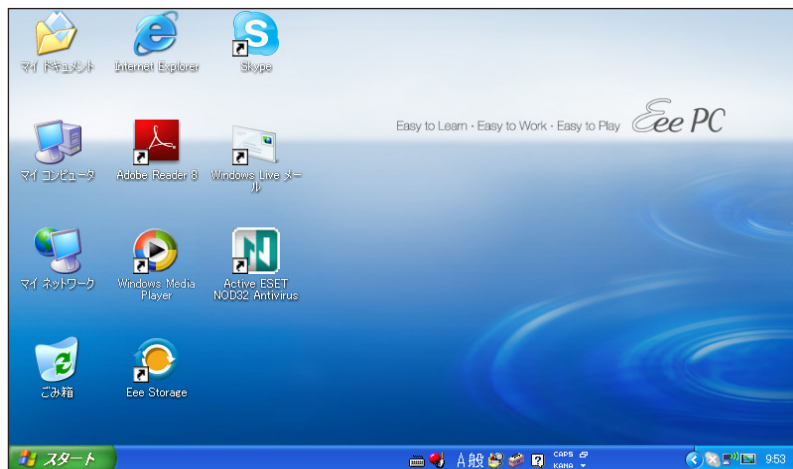 マイ ドキュメント
Internet Explorer
Skype
Easy to Learn · Easy to Work · Easy to Play Eee PC
マイ コンピュータ
Adobe Reader 8
Windows Live メー
ル
マイ ネットワーク
Windows Media
Player
Active ESET
NOD32 Antivirus
ごみ箱
Eee Storage
スタート
A 般
CAPS
KANA
9:53